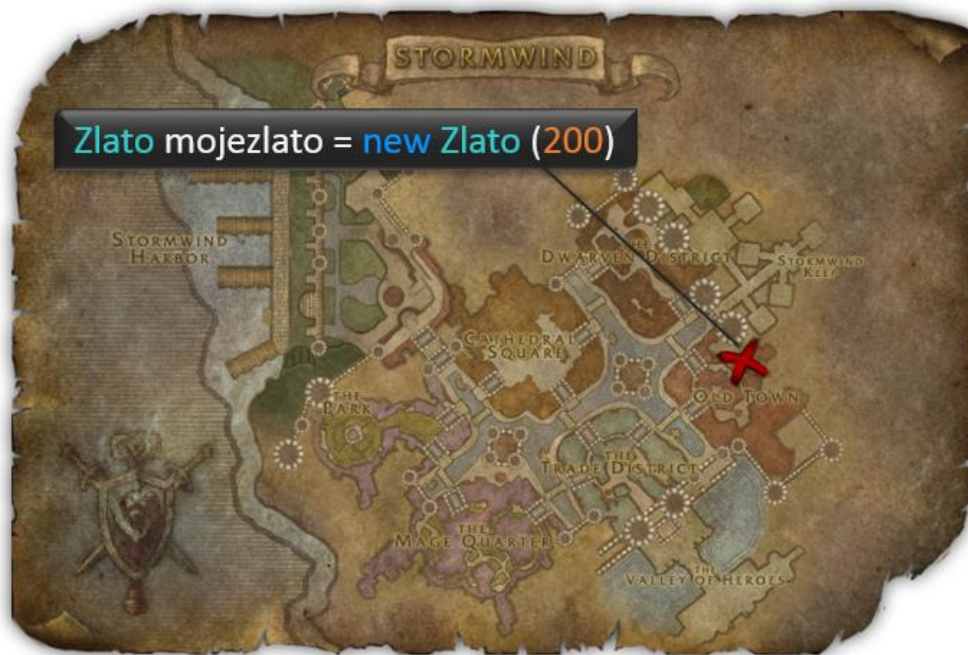 STORMWIND
Zlato mojezlato = new Zlato (200)
STORMWIND
HARBOR
THE
DWARVEN DISTRICT
STORMWIND
KEEP
CATHEDRAL
SQUARE
THE
PARK
OLD TOWN
THE
TRADE DISTRICT
THE
MAGE QUARTER
THE
VALLEY OF HEROES